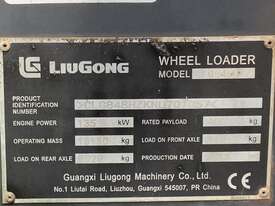 LIUGONG
WHEEL LOADER
MODEL
PRODUCT
IDENTIFICATION
NUMBER
ENGINE POWER 135 kW RATED PAYLOAD kg
OPERATING MASS kg LOAD ON FRONT AXLE kg
LOAD ON REAR AXLE kg PRODUCTION DATE
Guangxi Liugong Machinery Co., Ltd.
No.1 Liutai Road, Liuzhou, Guangxi 545007, PR China